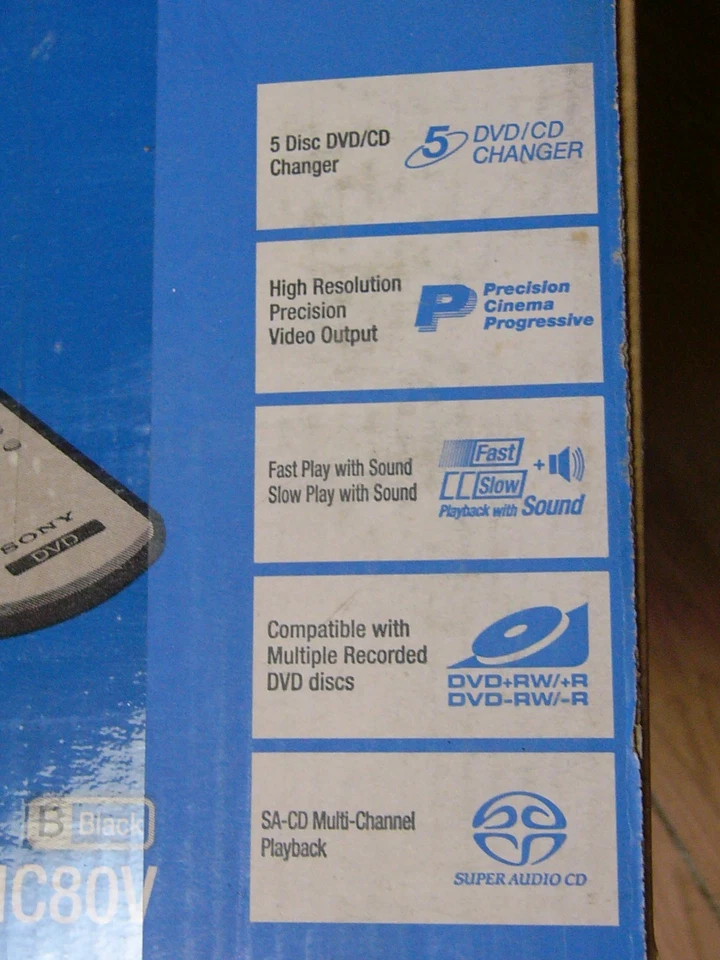 5 Disc DVD/CD
Changer
5 DVD/CD
CHANGER
High Resolution
Precision
Video Output
P Precision
Cinema
Progressive
Fast Play with Sound
Slow Play with Sound
Fast
Slow
+
Playback with Sound
SONY
DVD
Compatible with
Multiple Recorded
DVD discs
DVD+RW/+R
DVD-RW/-R
B Black
C80V
SA-CD Multi-Channel
Playback
SUPER AUDIO CD